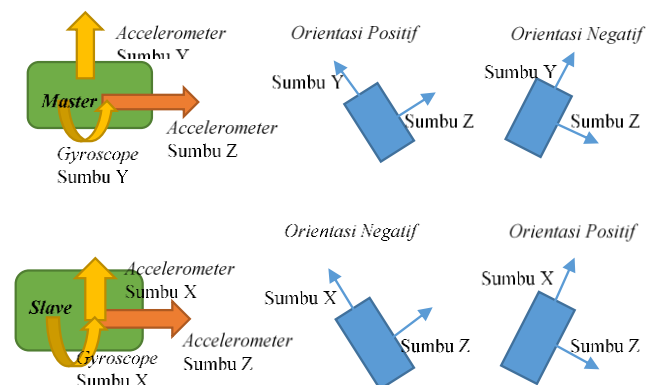 Accelerometer
Sumbu Y
Master
Accelerometer
Sumbu Z
Gyroscope
Sumbu Y
Orientasi Positif
Sumbu Y
Sumbu Z
Orientasi Negatif
Sumbu Y
Sumbu Z
Slave
Accelerometer
Sumbu X
Accelerometer
Sumbu Z
Gyroscope
Sumbu X
Orientasi Negatif
Sumbu X
Sumbu Z
Orientasi Positif
Sumbu X
Sumbu Z